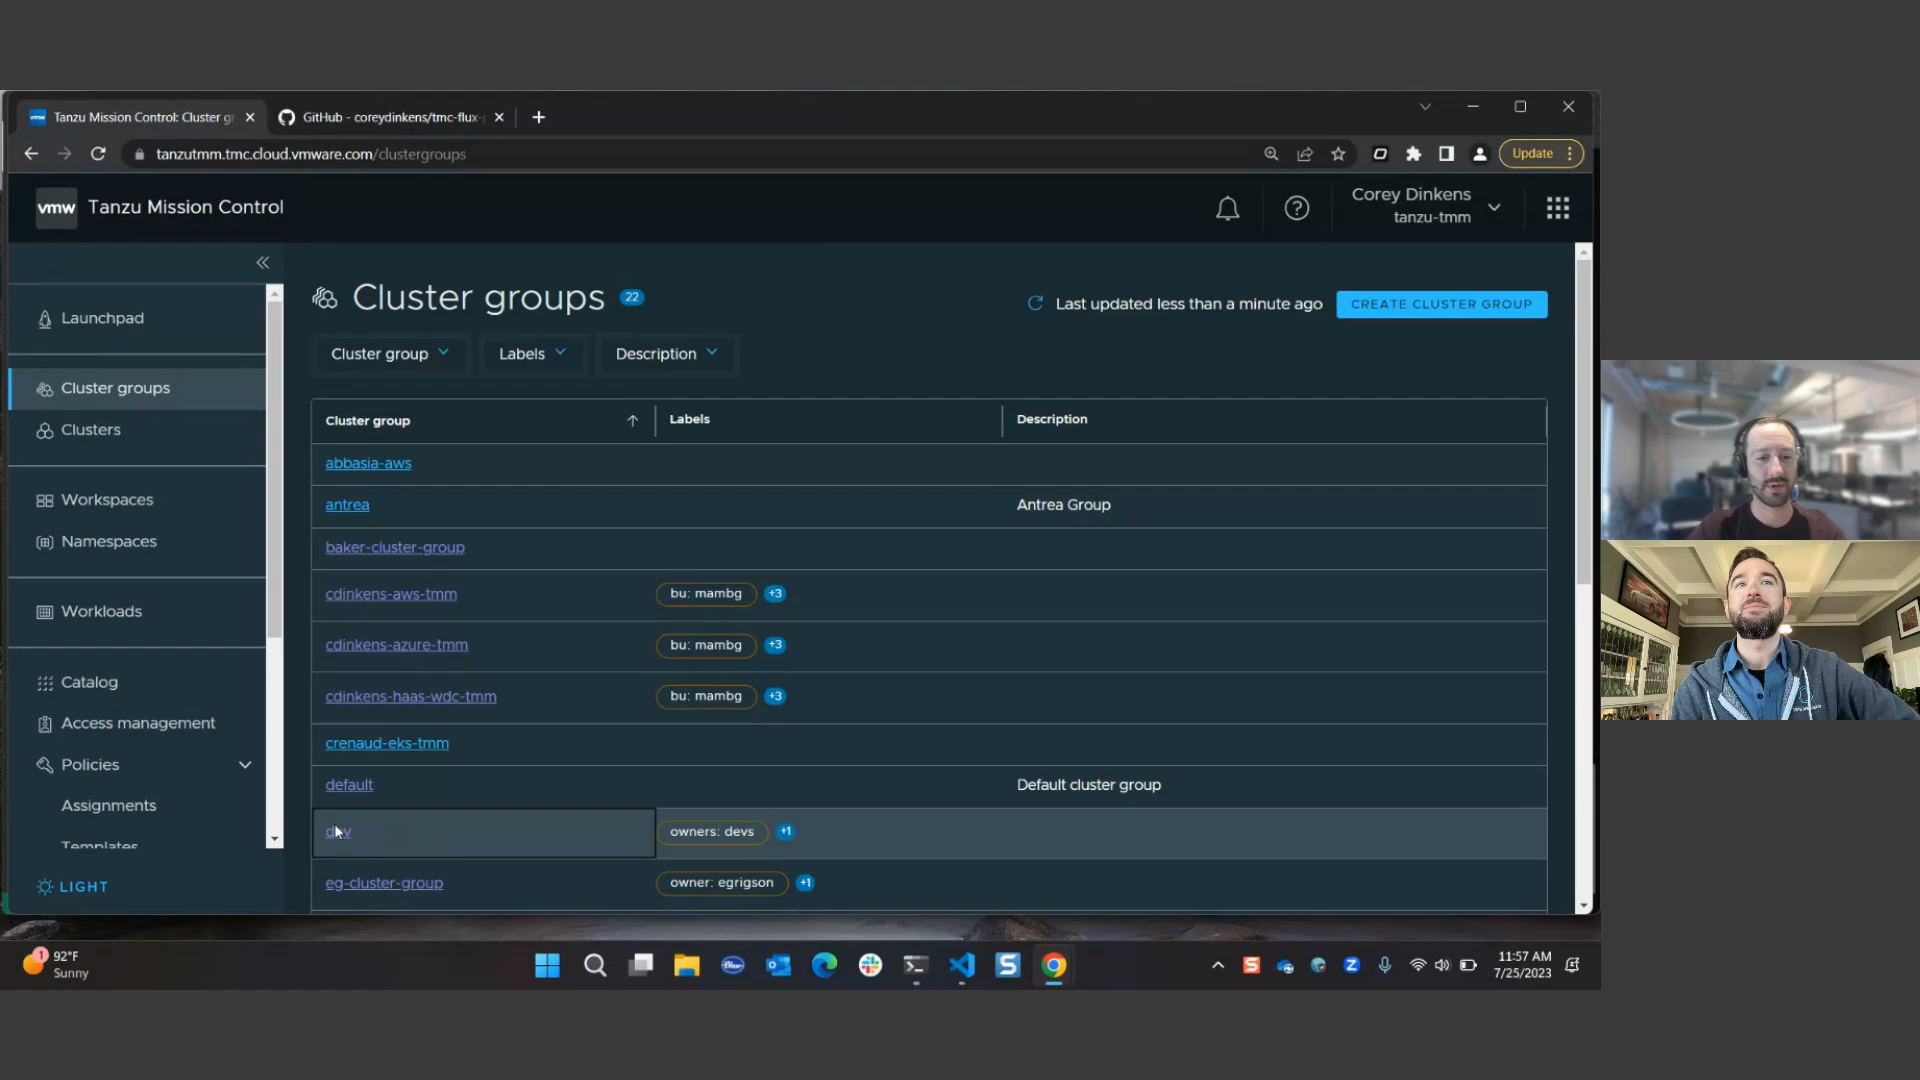 Tanzu Mission Control: Cluster gr
GitHub - coreydinkens/tmc-flux-
tanzutmm.tmc.cloud.vmware.com/clustergroups
Update
vmw
Tanzu Mission Control
Corey Dinkens
tanzu-tmm
Launchpad
Cluster groups
Clusters
Workspaces
Namespaces
Workloads
Catalog
Access management
Policies
Assignments
Templates
LIGHT
Cluster groups 22
Last updated less than a minute ago
CREATE CLUSTER GROUP
Cluster group Labels Description
Cluster group Labels Description
abbasia-aws
antrea Antrea Group
baker-cluster-group
cdinkens-aws-tmm bu: mambg +3
cdinkens-azure-tmm bu: mambg +3
cdinkens-haas-wdc-tmm bu: mambg +3
crenaud-eks-tmm
default Default cluster group
dev owners: devs +1
eg-cluster-group owner: egrigson +1
1
92°F
Sunny
11:57 AM
7/25/2023